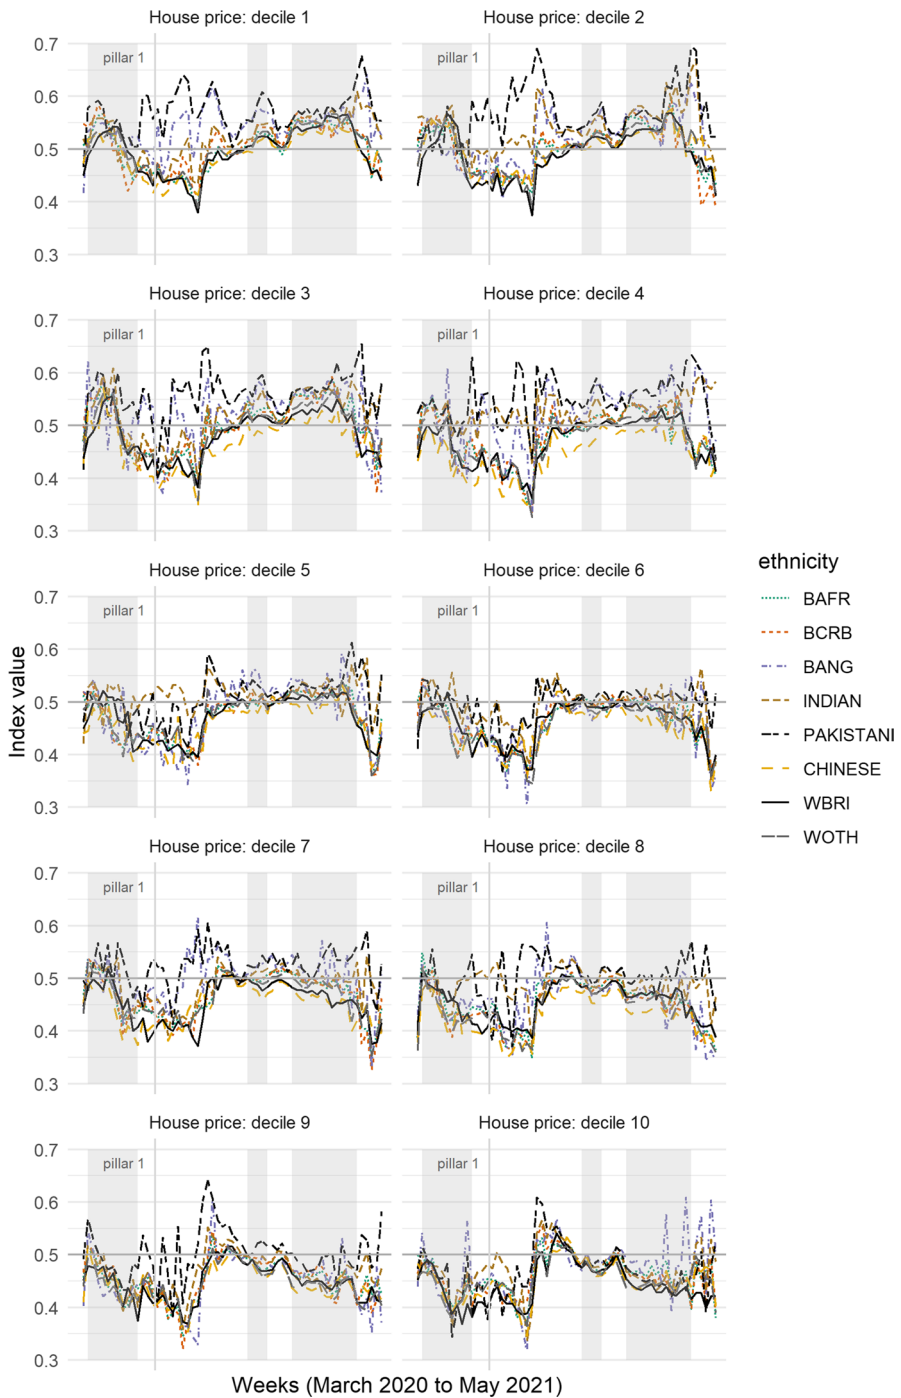 House price: decile 1
House price: decile 2
0.7
0.6
0.5
0.4
0.3
pillar 1
pillar 1
House price: decile 3
House price: decile 4
0.7
0.6
0.5
0.4
0.3
pillar 1
pillar 1
House price: decile 5
House price: decile 6
0.7
0.6
0.5
0.4
0.3
pillar 1
pillar 1
House price: decile 7
House price: decile 8
0.7
0.6
0.5
0.4
0.3
pillar 1
pillar 1
House price: decile 9
House price: decile 10
0.7
0.6
0.5
0.4
0.3
pillar 1
pillar 1
Index value
Weeks (March 2020 to May 2021)
ethnicity
BAFR
BCRB
BANG
INDIAN
PAKISTANI
CHINESE
WBRI
WOTH